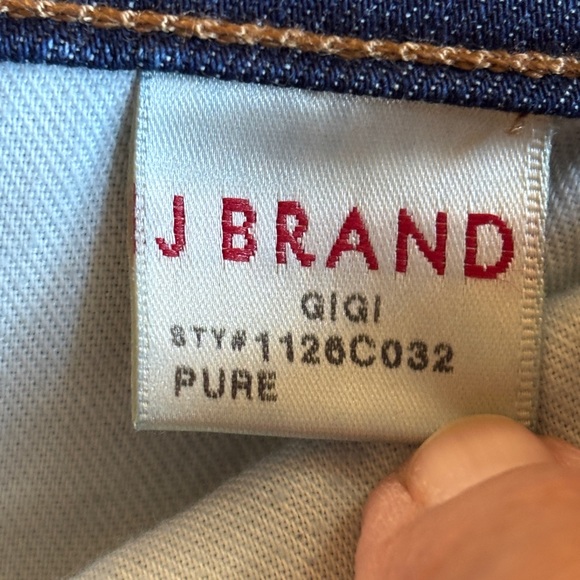 J BRAND
GIGI
STY#1126C032
PURE